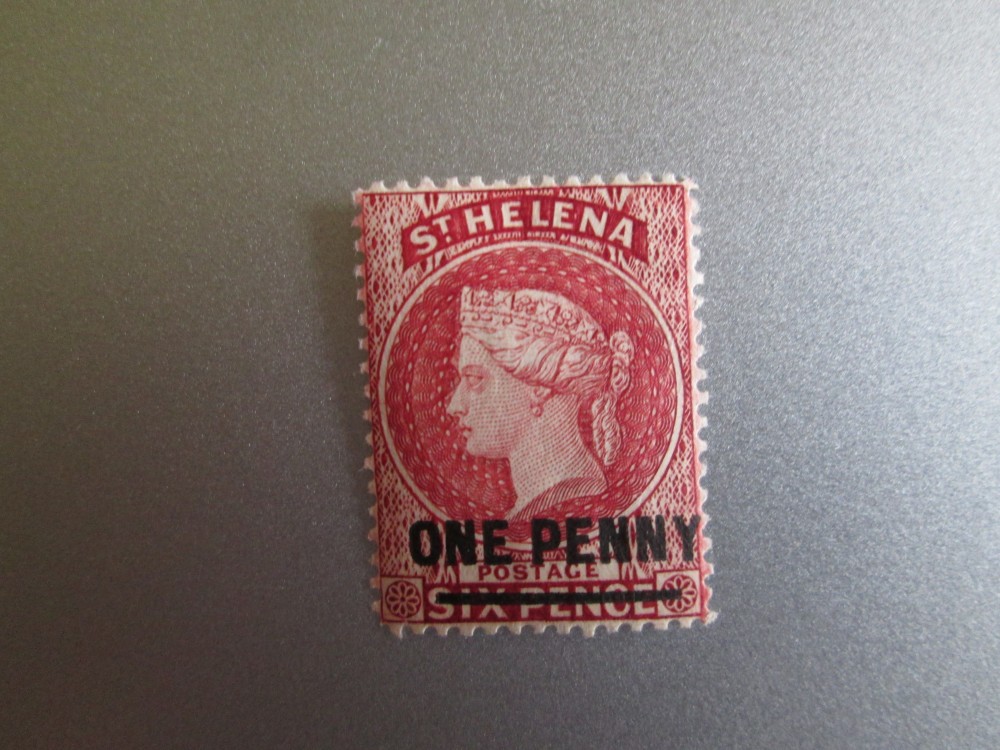 ST HELENA
ONE PENNY
POSTAGE
SIX PENCE